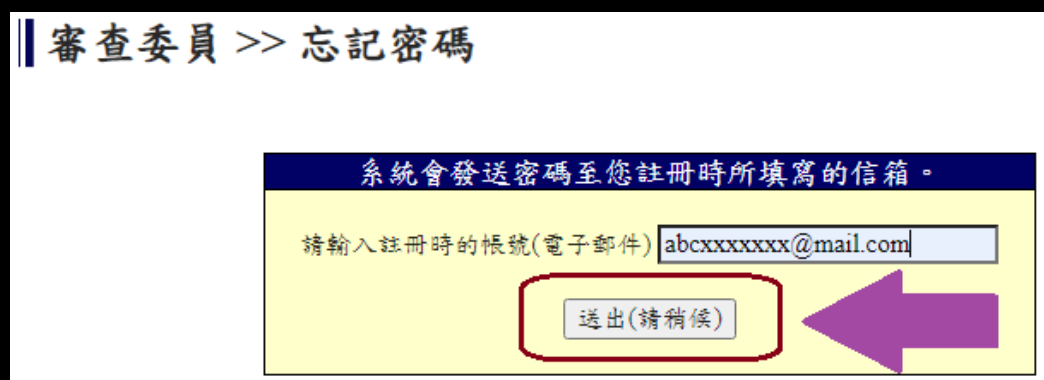 審查委員 >> 忘記密碼
系統會發送密碼至您註冊時所填寫的信箱。
請輸入註冊時的帳號(電子郵件) abcxxxxxxx@mail.com
送出(請稍候)